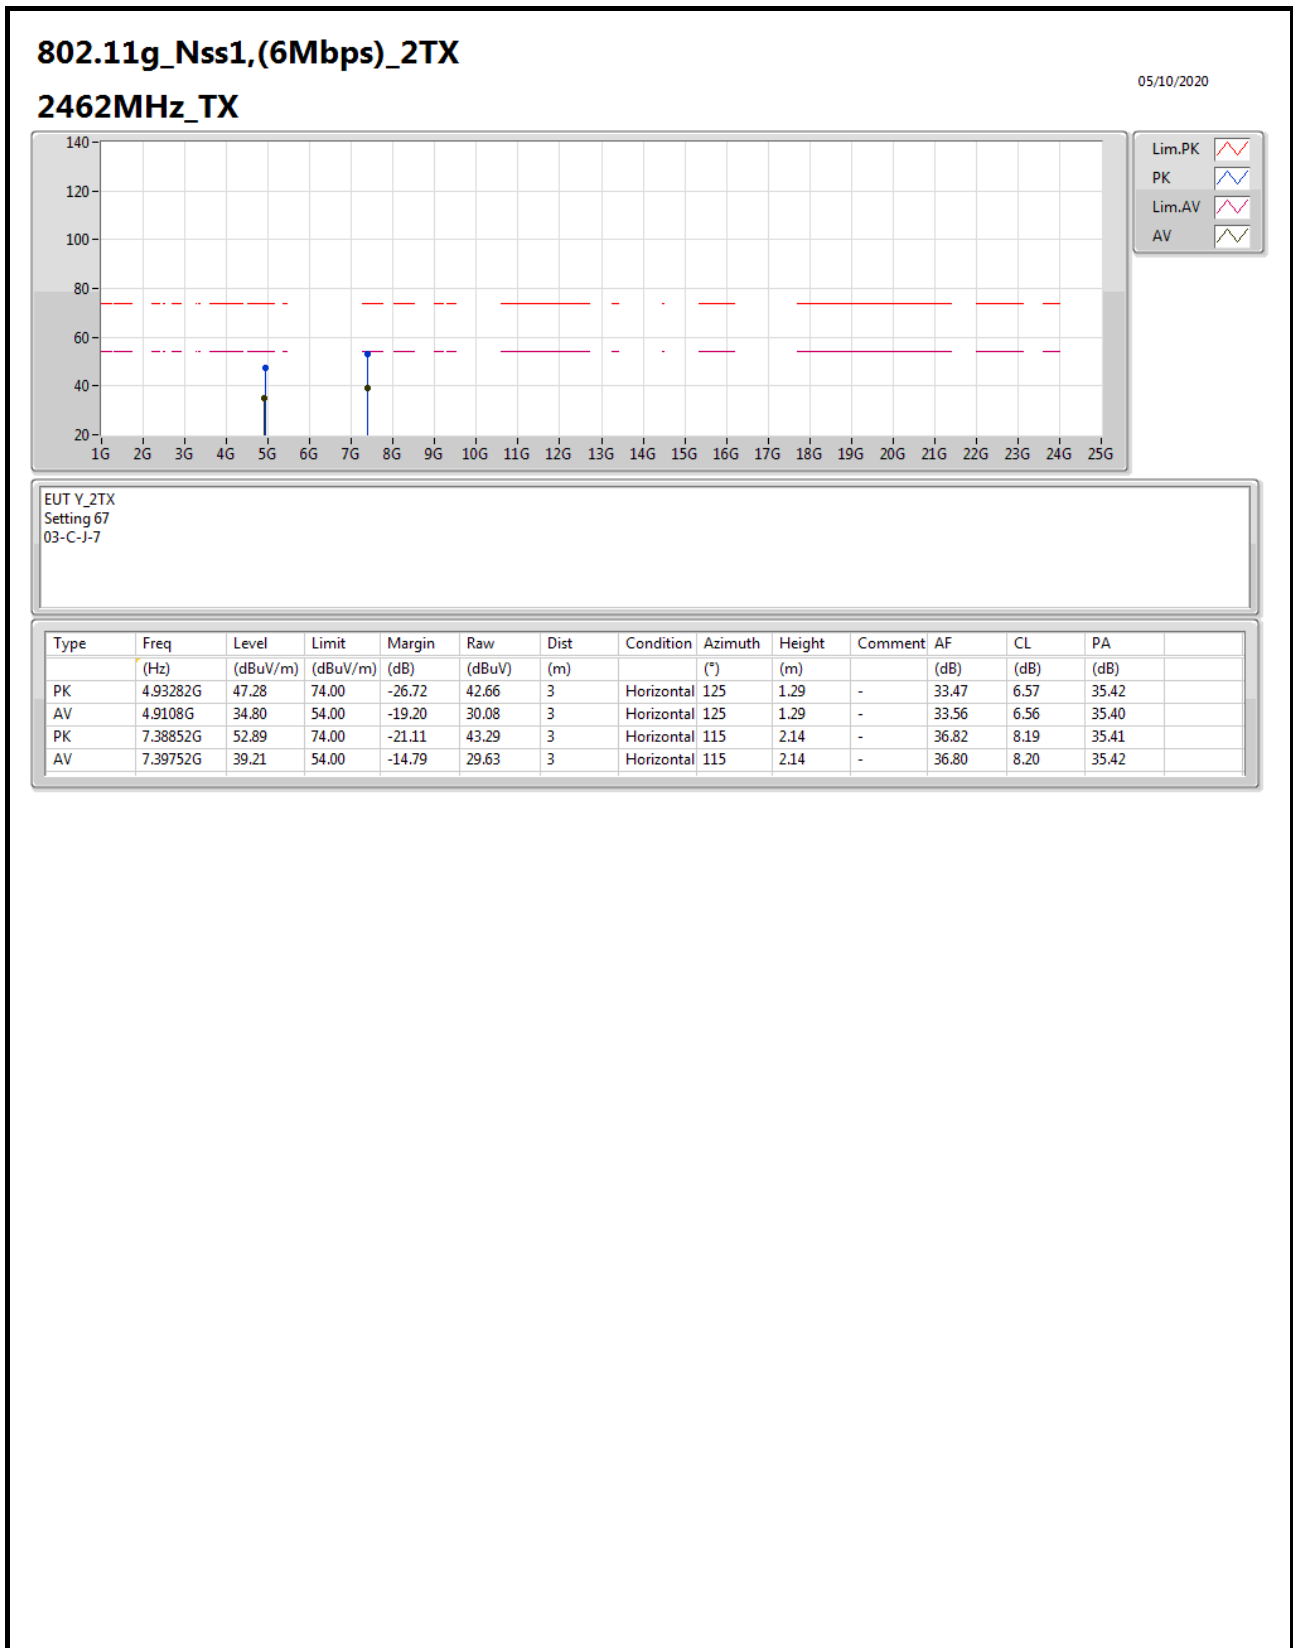 802.11g_Nss1,(6Mbps)_2TX
05/10/2020
2462MHz_TX
140
120
100
80
60
40
20
1G 2G 3G 4G 5G 6G 7G 8G 9G 10G 11G 12G 13G 14G 15G 16G 17G 18G 19G 20G 21G 22G 23G 24G 25G
Lim.PK
PK
Lim.AV
AV
EUT Y_2TX
Setting 67
03-C-J-7
Type Freq Level Limit Margin Raw Dist Condition Azimuth Height Comment AF CL PA
(Hz) (dBuV/m) (dBuV/m) (dB) (dBuV) (m) (°) (m) (dB) (dB) (dB)
PK 4.93282G 47.28 74.00 -26.72 42.66 3 Horizontal 125 1.29 - 33.47 6.57 35.42
AV 4.9108G 34.80 54.00 -19.20 30.08 3 Horizontal 125 1.29 - 33.56 6.56 35.40
PK 7.38852G 52.89 74.00 -21.11 43.29 3 Horizontal 115 2.14 - 36.82 8.19 35.41
AV 7.39752G 39.21 54.00 -14.79 29.63 3 Horizontal 115 2.14 - 36.80 8.20 35.42